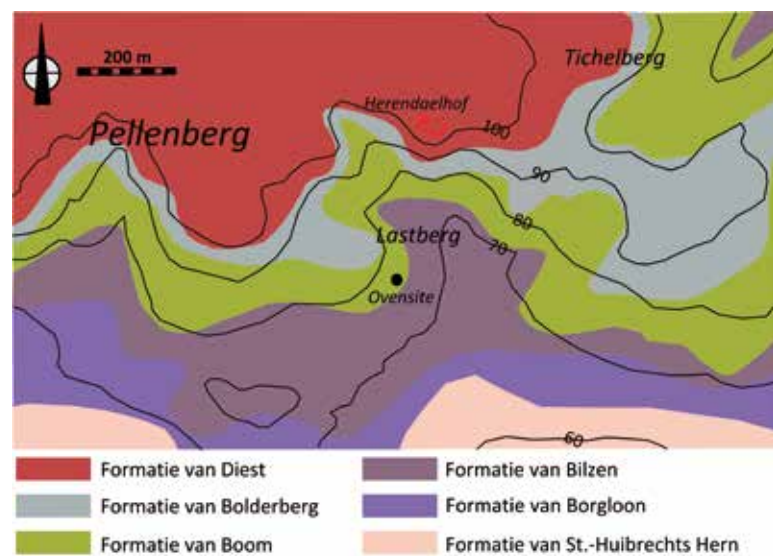 200 m
Tichelberg
Herendaelhof
100
Pellenberg
90
80
Lastberg
70
Ovensite
60
Formatie van Diest
Formatie van Bilzen
Formatie van Bolderberg
Formatie van Borgloon
Formatie van Boom
Formatie van St.-Huibrechts Hern